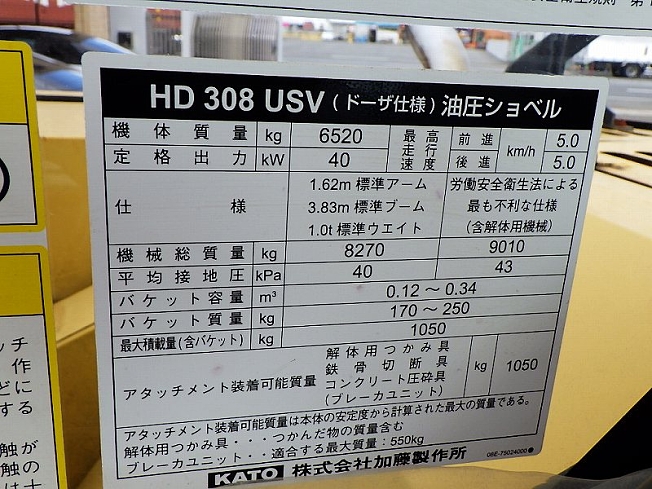 HD 308 USV (ドーザ仕様) 油圧ショベル
機体質量 kg 6520 最高走行速度 前進 km/h 5.0
定格出力 kW 40 後進 5.0
仕様 1.62m 標準アーム 労働安全衛生法による
3.83m 標準ブーム 最も不利な仕様
1.0t 標準ウエイト (含解体用機械)
機械総質量 kg 8270 9010
平均接地圧 kPa 40 43
バケット容量 m³ 0.12～0.34
バケット質量 kg 170～250
最大積載量(含バケット) kg 1050
アタッチメント装着可能質量 解体用つかみ具 kg 1050
鉄骨切断具
コンクリート圧砕具
(ブレーカユニット)
アタッチメント装着可能質量は本体の安定度から計算された最大の質量である。
解体用つかみ具・・・つかんだ物の質量含む
ブレーカユニット・・適合する最大質量:550kg
KATO 株式会社加藤製作所
06E-75024000
ッチ
作
どに
する
触が
触の